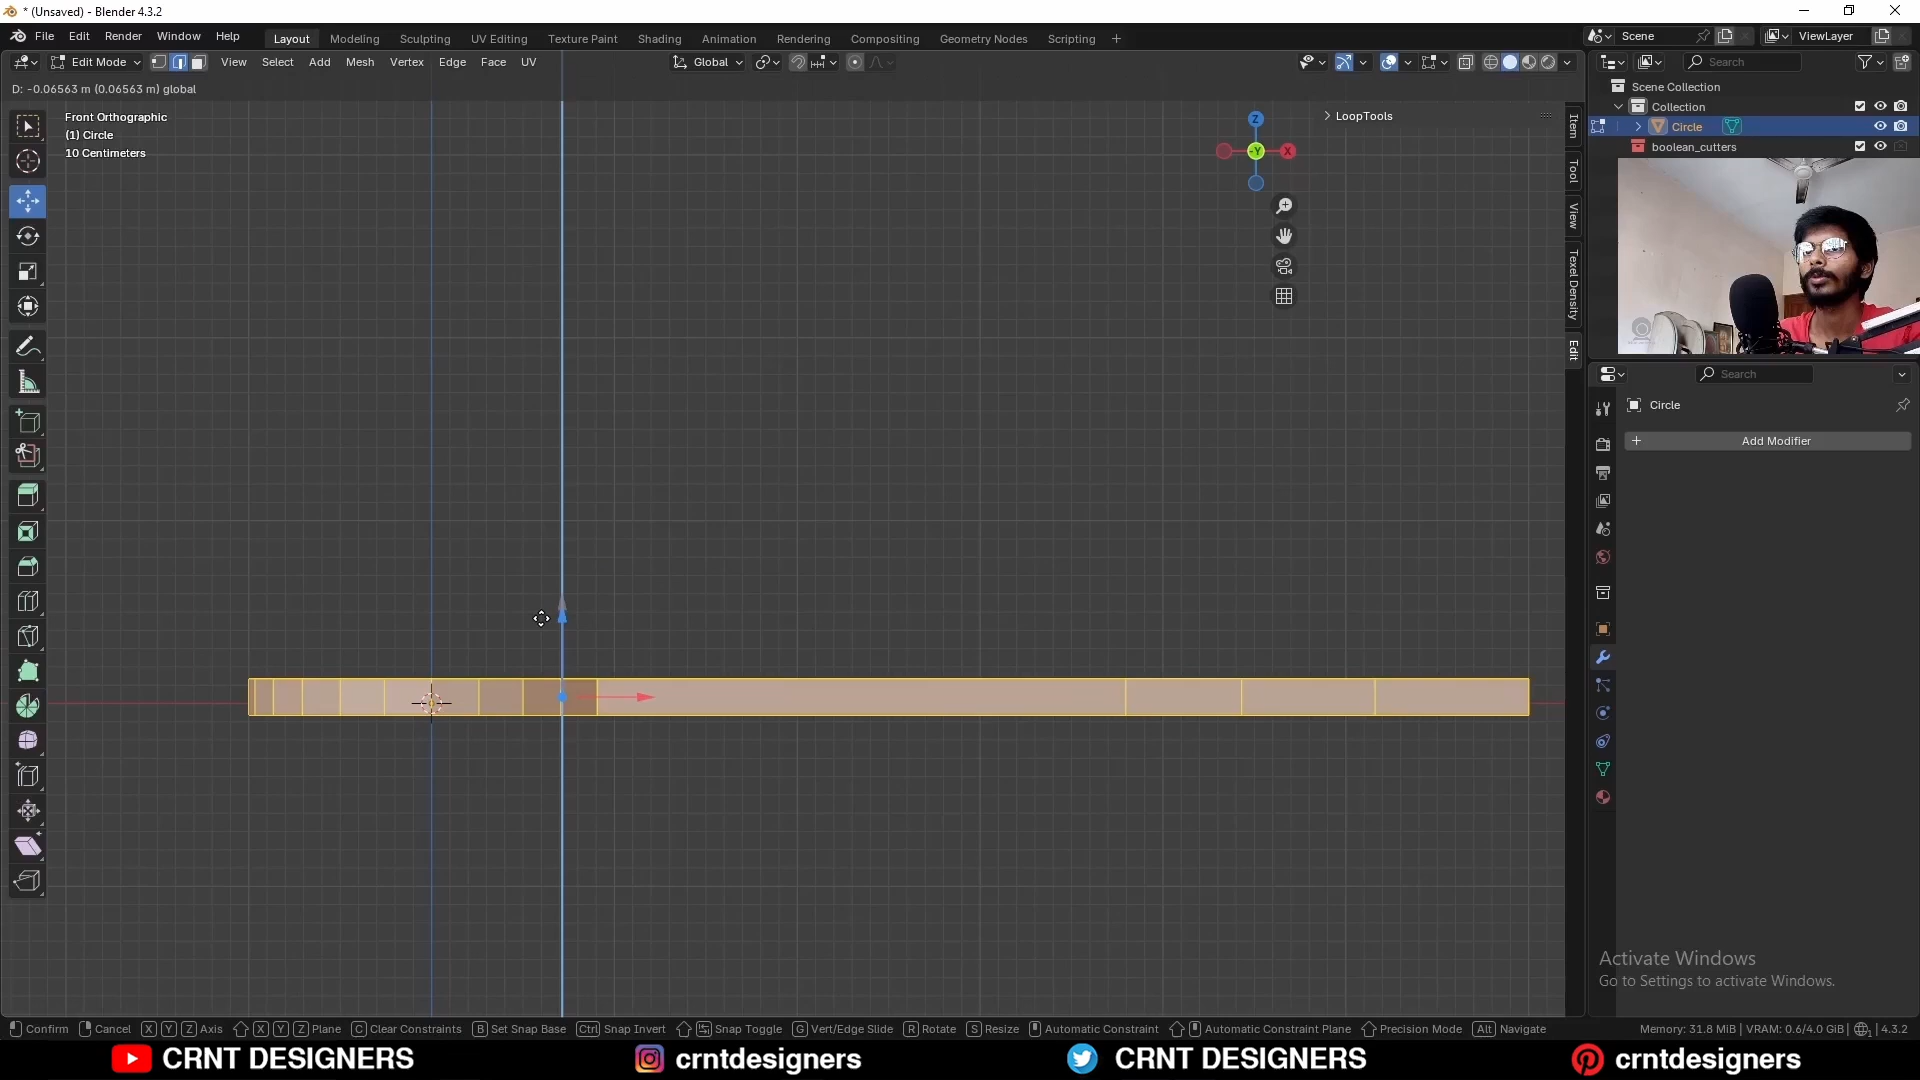 * (Unsaved) - Blender 4.3.2
File Edit Render Window Help
Layout Modeling Sculpting UV Editing Texture Paint Shading Animation Rendering Compositing Geometry Nodes Scripting +
Scene
ViewLayer
Edit Mode
View Select Add Mesh Vertex Edge Face UV
Global
Search
D: -0.06563 m (0.06563 m) global
Front Orthographic
(1) Circle
10 Centimeters
LoopTools
Z
-Y
X
Item
Tool
View
Texel Density
Edit
Scene Collection
Collection
Circle
boolean_cutters
Search
Circle
+ Add Modifier
Activate Windows
Go to Settings to activate Windows.
Confirm Cancel X Y Z Axis X Y Z Plane C Clear Constraints B Set Snap Base Ctrl Snap Invert Snap Toggle G Vert/Edge Slide R Rotate S Resize Automatic Constraint Automatic Constraint Plane Precision Mode Alt Navigate
Memory: 31.8 MiB | VRAM: 0.6/4.0 GiB | 4.3.2
CRNT DESIGNERS
crntdesigners
CRNT DESIGNERS
crntdesigners